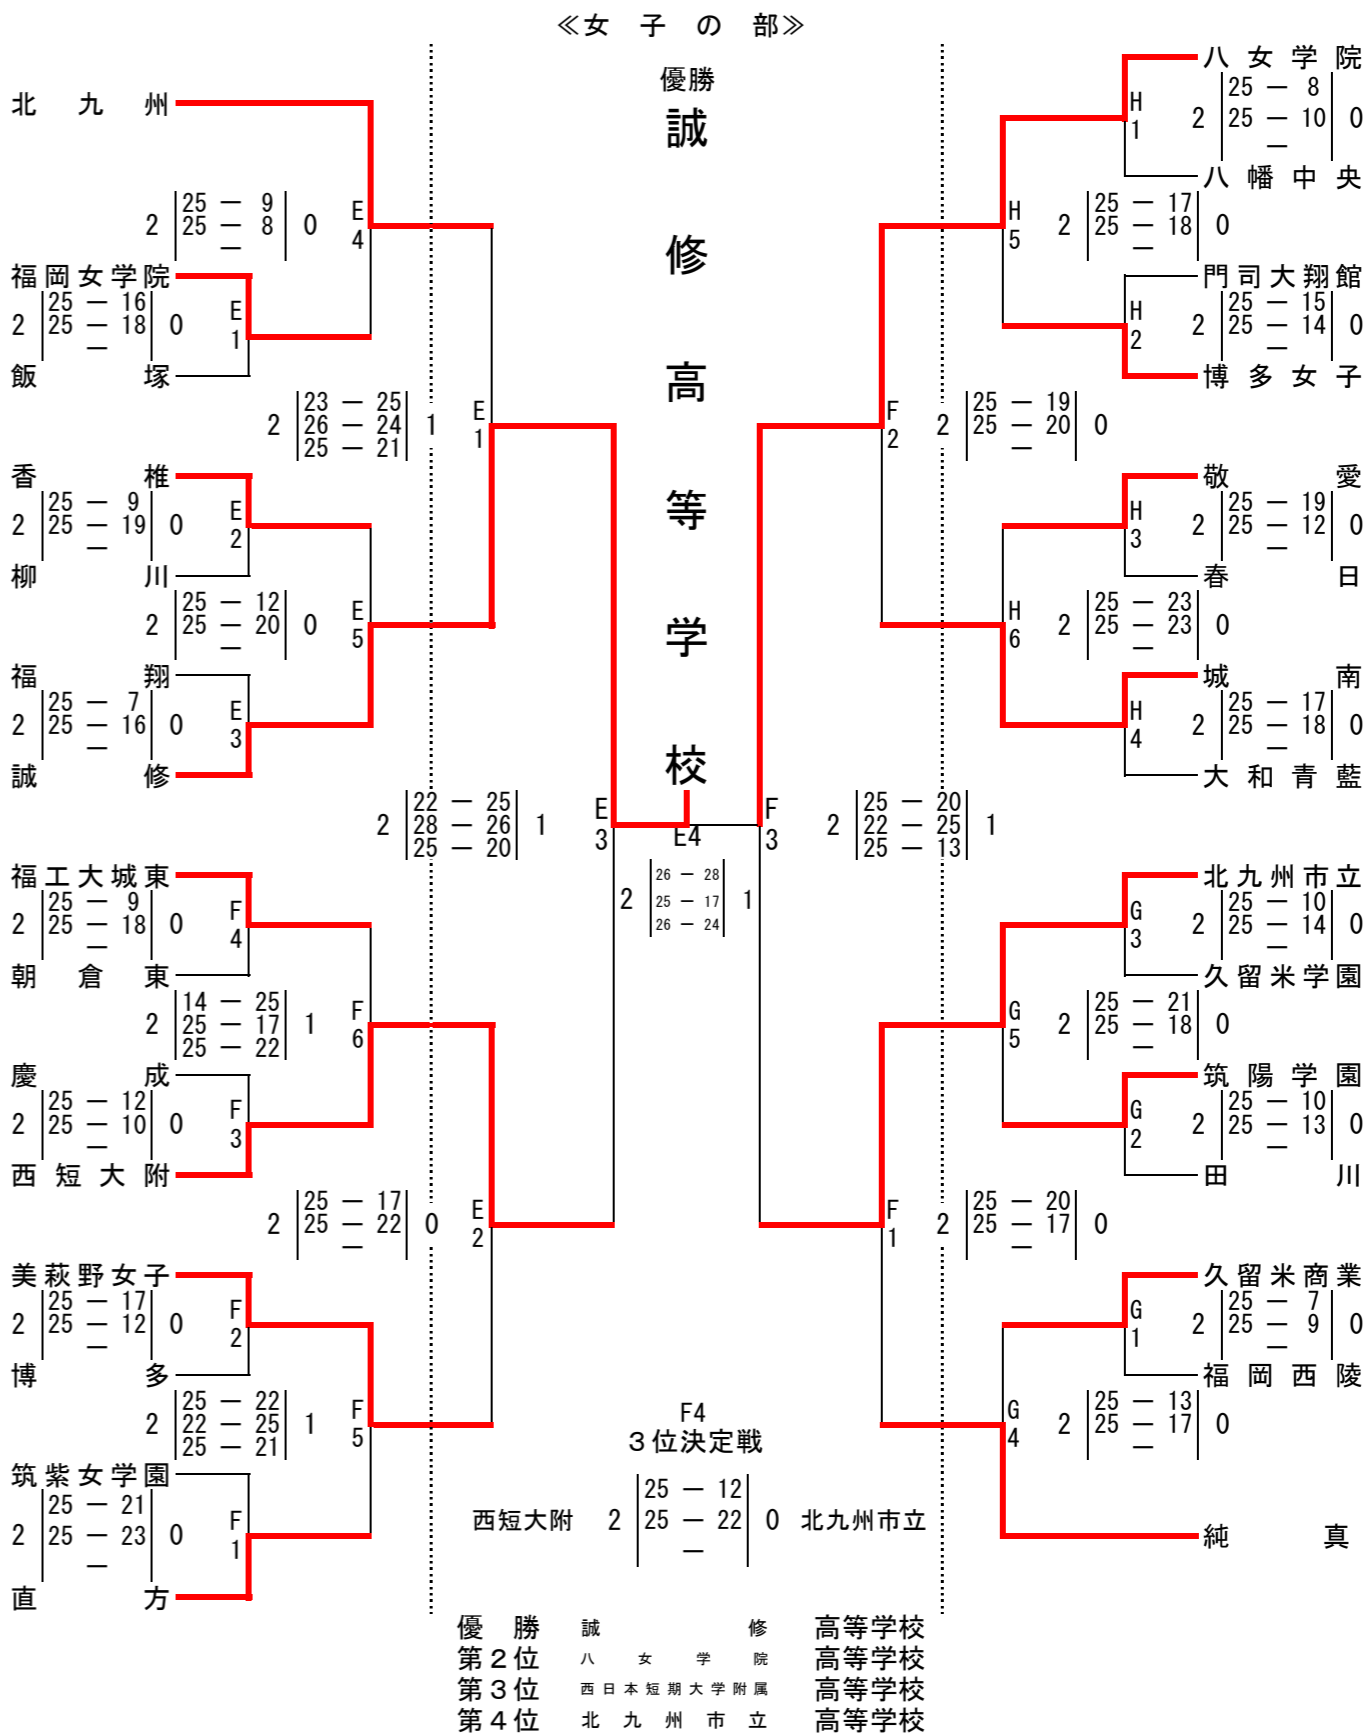 ≪女子の部≫
優勝
誠修高等学校
北九州
2 25 — 9 0 E4
25 — 8
—
福岡女学院
2 25 — 16 0 E1
25 — 18
—
飯塚
2 23 — 25 1 E1
26 — 24
25 — 21
香椎
2 25 — 9 0 E2
25 — 19
—
柳川
2 25 — 12 0 E5
25 — 20
—
福翔
2 25 — 7 0 E3
25 — 16
—
誠修
2 22 — 25 1 E3
28 — 26
25 — 20
福工大城東
2 25 — 9 0 F4
25 — 18
—
朝倉東
2 14 — 25 1 F6
25 — 17
25 — 22
慶成
2 25 — 12 0 F3
25 — 10
—
西短大附
2 25 — 17 0 E2
25 — 22
—
美萩野女子
2 25 — 17 0 F2
25 — 12
—
博多
2 25 — 22 1 F5
22 — 25
25 — 21
筑紫女学園
2 25 — 21 0 F1
25 — 23
—
直方
E4
2 26 — 28 1
25 — 17
26 — 24
八女学院
H1 2 25 — 8 0
25 — 10
—
八幡中央
H5 2 25 — 17 0
25 — 18
—
門司大翔館
H2 2 25 — 15 0
25 — 14
—
博多女子
F2 2 25 — 19 0
25 — 20
—
敬愛
H3 2 25 — 19 0
25 — 12
—
春日
H6 2 25 — 23 0
25 — 23
—
城南
H4 2 25 — 17 0
25 — 18
—
大和青藍
F3 2 25 — 20 1
22 — 25
25 — 13
北九州市立
G3 2 25 — 10 0
25 — 14
—
久留米学園
G5 2 25 — 21 0
25 — 18
—
筑陽学園
G2 2 25 — 10 0
25 — 13
—
田川
F1 2 25 — 20 0
25 — 17
—
久留米商業
G1 2 25 — 7 0
25 — 9
—
福岡西陵
G4 2 25 — 13 0
25 — 17
—
純真
F4
３位決定戦
西短大附 2 25 — 12 0 北九州市立
25 — 22
—
優勝 誠修 高等学校
第２位 八女学院 高等学校
第３位 西日本短期大学附属 高等学校
第４位 北九州市立 高等学校